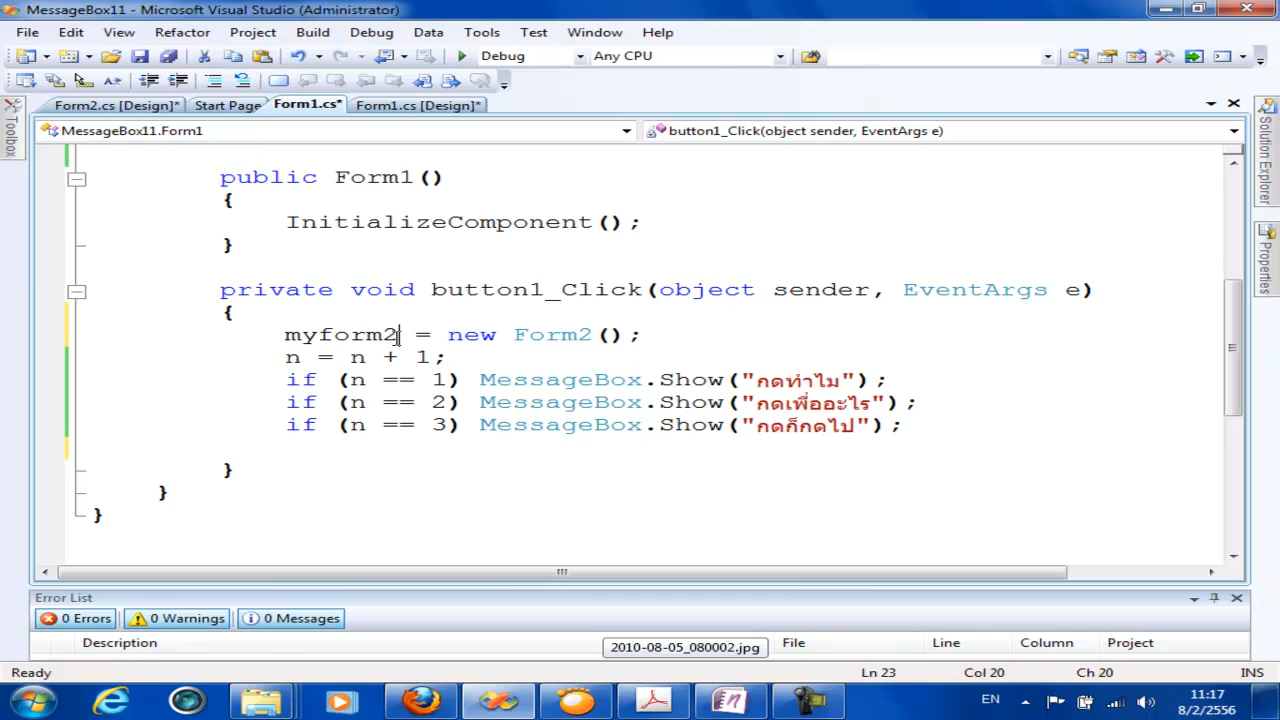 MessageBox11 - Microsoft Visual Studio (Administrator)
File Edit View Refactor Project Build Debug Data Tools Test Window Help
Debug Any CPU
Form2.cs [Design]* Start Page Form1.cs* Form1.cs [Design]*
MessageBox11.Form1 button1_Click(object sender, EventArgs e)
Toolbox
Solution Explorer
Properties
public Form1()
{
InitializeComponent();
}
private void button1_Click(object sender, EventArgs e)
{
myform2 = new Form2();
n = n + 1;
if (n == 1) MessageBox.Show("กดทำไม");
if (n == 2) MessageBox.Show("กดเพื่ออะไร");
if (n == 3) MessageBox.Show("กดก็กดไป");
}
}
}
Error List
0 Errors 0 Warnings 0 Messages
Description 2010-08-05_080002.jpg File Line Column Project
Ready Ln 23 Col 20 Ch 20 INS
EN 11:17
8/2/2556